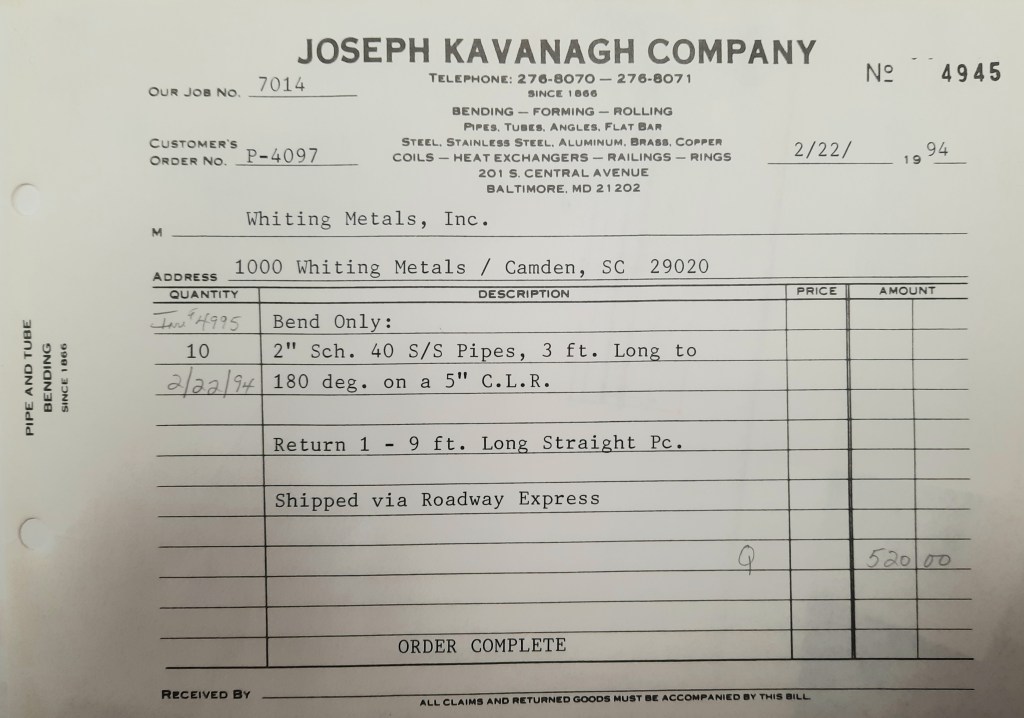 JOSEPH KAVANAGH COMPANY
Nº 4945
TELEPHONE: 276-8070 — 276-8071
SINCE 1866
OUR JOB NO. 7014
BENDING — FORMING — ROLLING
PIPES, TUBES, ANGLES, FLAT BAR
STEEL, STAINLESS STEEL, ALUMINUM, BRASS, COPPER
COILS — HEAT EXCHANGERS — RAILINGS — RINGS
201 S. CENTRAL AVENUE
BALTIMORE, MD 21202
CUSTOMER'S
ORDER NO. P-4097
2/22/ 19 94
M Whiting Metals, Inc.
ADDRESS 1000 Whiting Metals / Camden, SC 29020
QUANTITY DESCRIPTION PRICE AMOUNT
Inv # 4995 Bend Only:
10 2" Sch. 40 S/S Pipes, 3 ft. Long to
2/22/94 180 deg. on a 5" C.L.R.
Return 1 - 9 ft. Long Straight Pc.
Shipped via Roadway Express
Q 520 00
ORDER COMPLETE
RECEIVED BY
ALL CLAIMS AND RETURNED GOODS MUST BE ACCOMPANIED BY THIS BILL
PIPE AND TUBE
BENDING
SINCE 1866